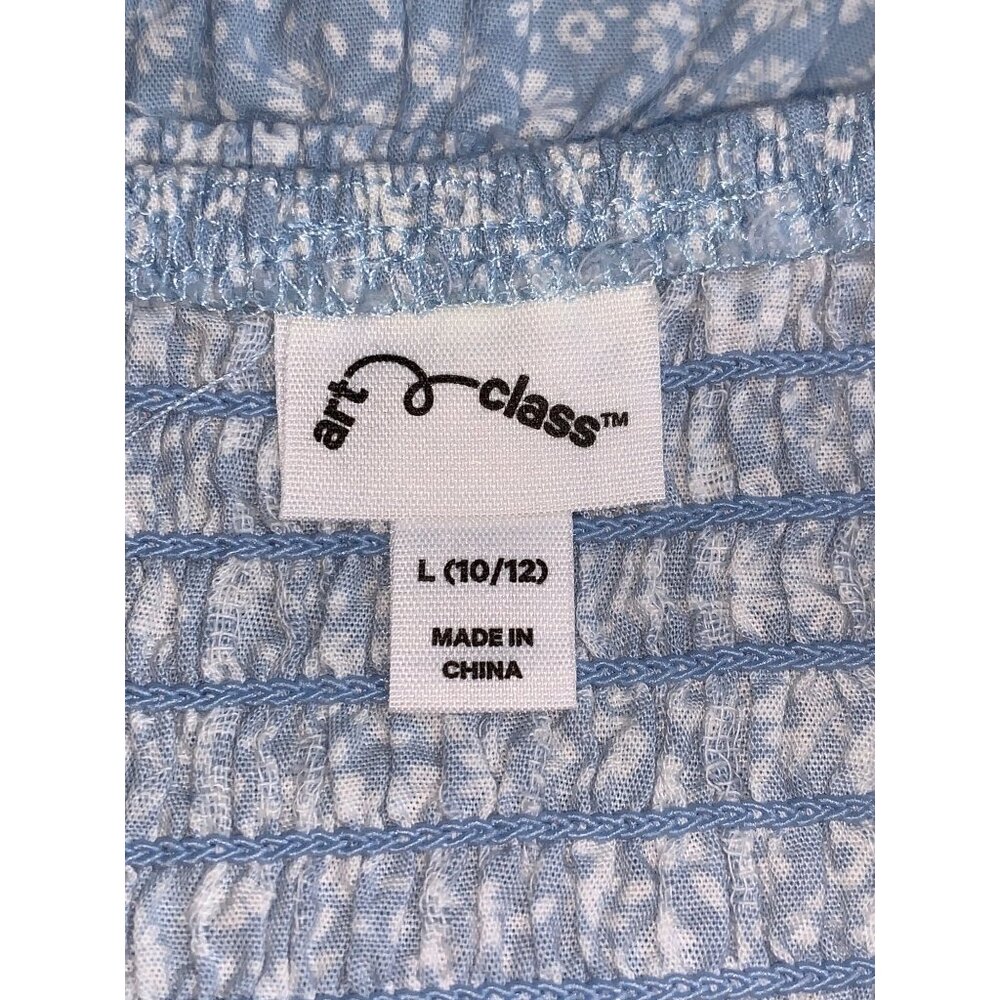 art class™
L (10/12)
MADE IN
CHINA